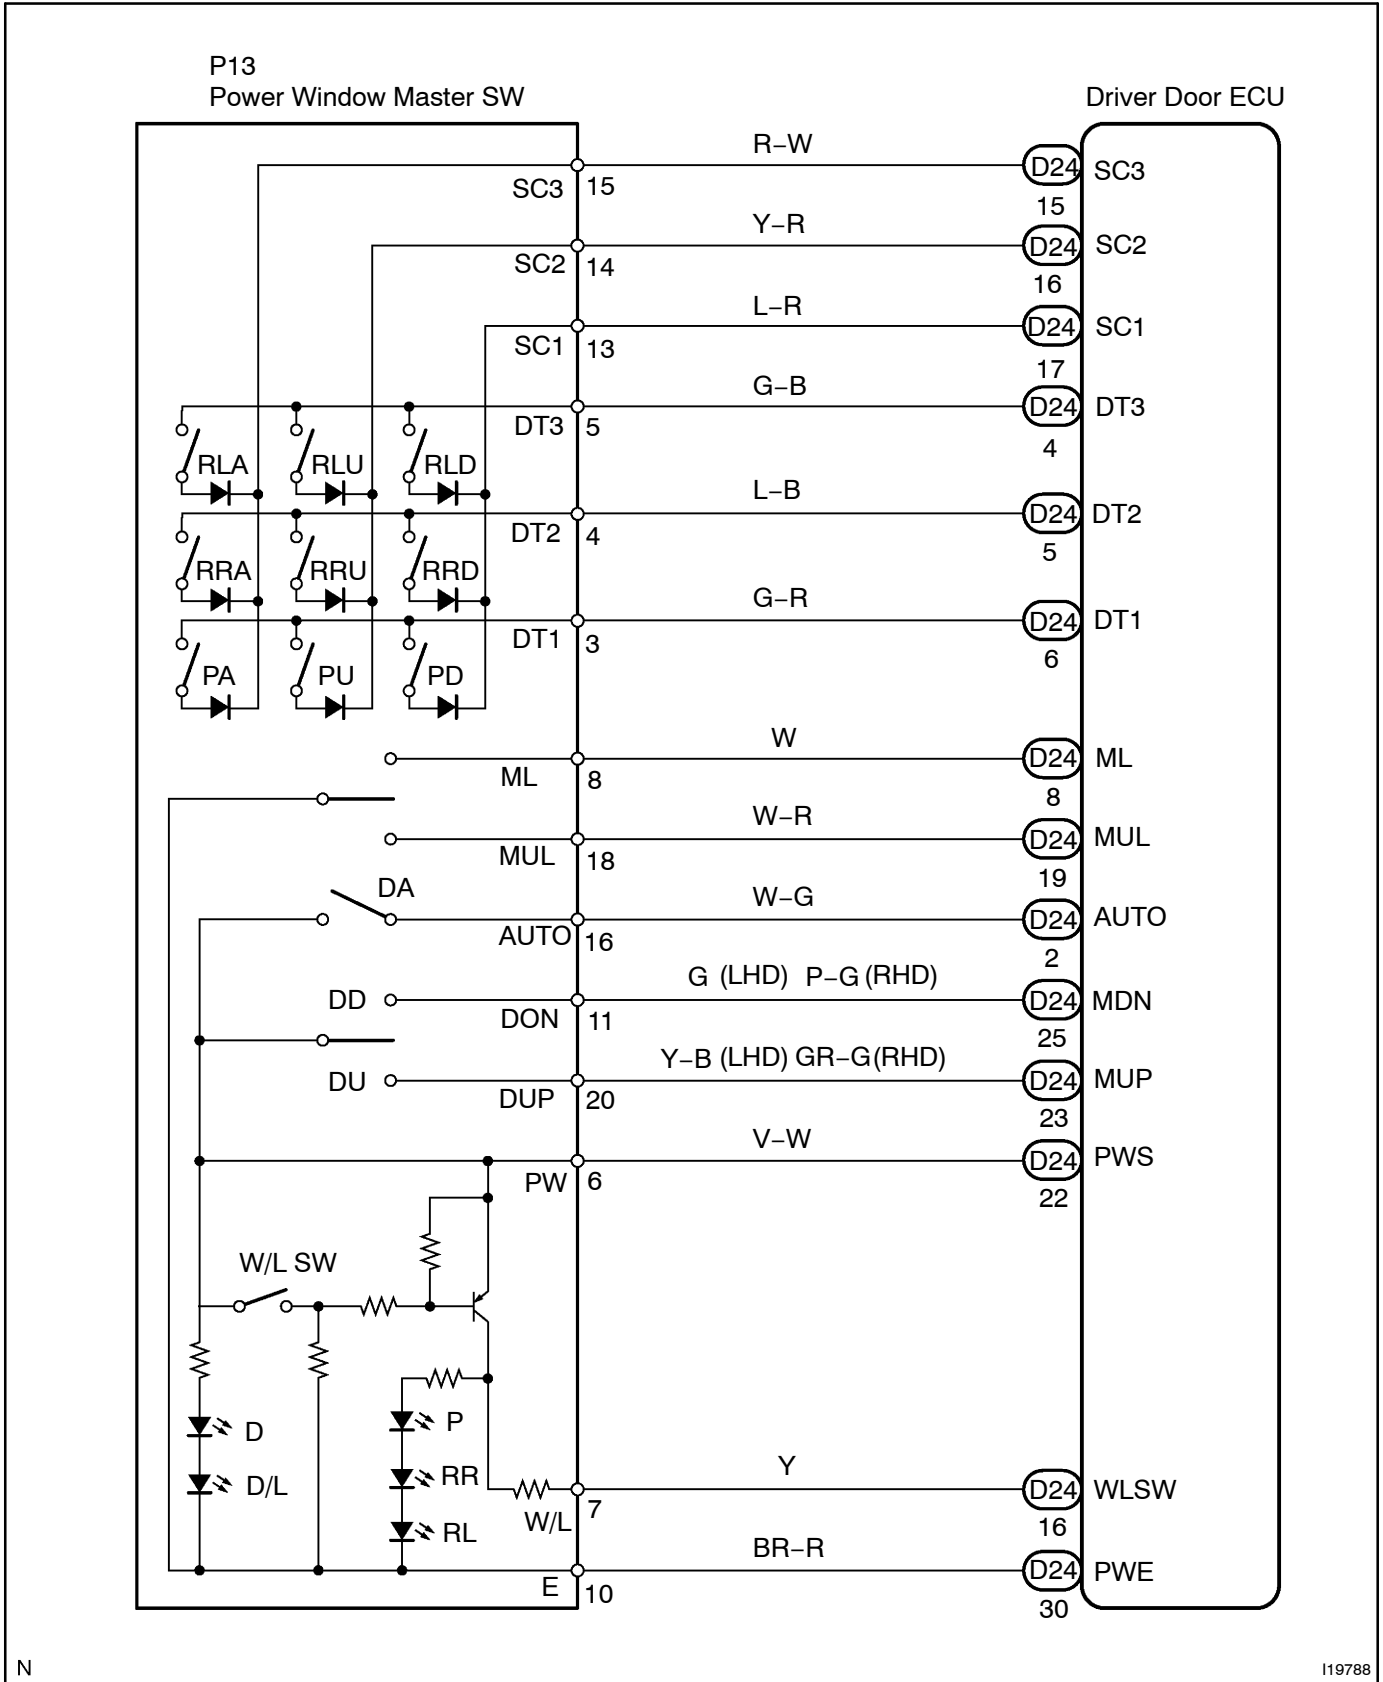 P13
Power Window Master SW
Driver Door ECU
R–W
SC3
15
D24
SC3
15
Y–R
SC2
14
D24
SC2
16
L–R
SC1
13
D24
SC1
17
G–B
DT3
5
D24
DT3
4
RLA
RLU
RLD
L–B
DT2
4
D24
DT2
5
RRA
RRU
RRD
G–R
DT1
3
D24
DT1
6
PA
PU
PD
W
ML
8
D24
ML
8
W–R
MUL
18
D24
MUL
19
DA
W–G
AUTO
16
D24
AUTO
2
G (LHD) P–G (RHD)
DD
DON
11
D24
MDN
25
Y–B (LHD) GR–G(RHD)
DU
DUP
20
D24
MUP
23
V–W
PW
6
D24
PWS
22
W/L SW
D
P
D/L
RR
RL
Y
W/L
7
D24
WLSW
16
BR–R
E
10
D24
PWE
30
N
I19788